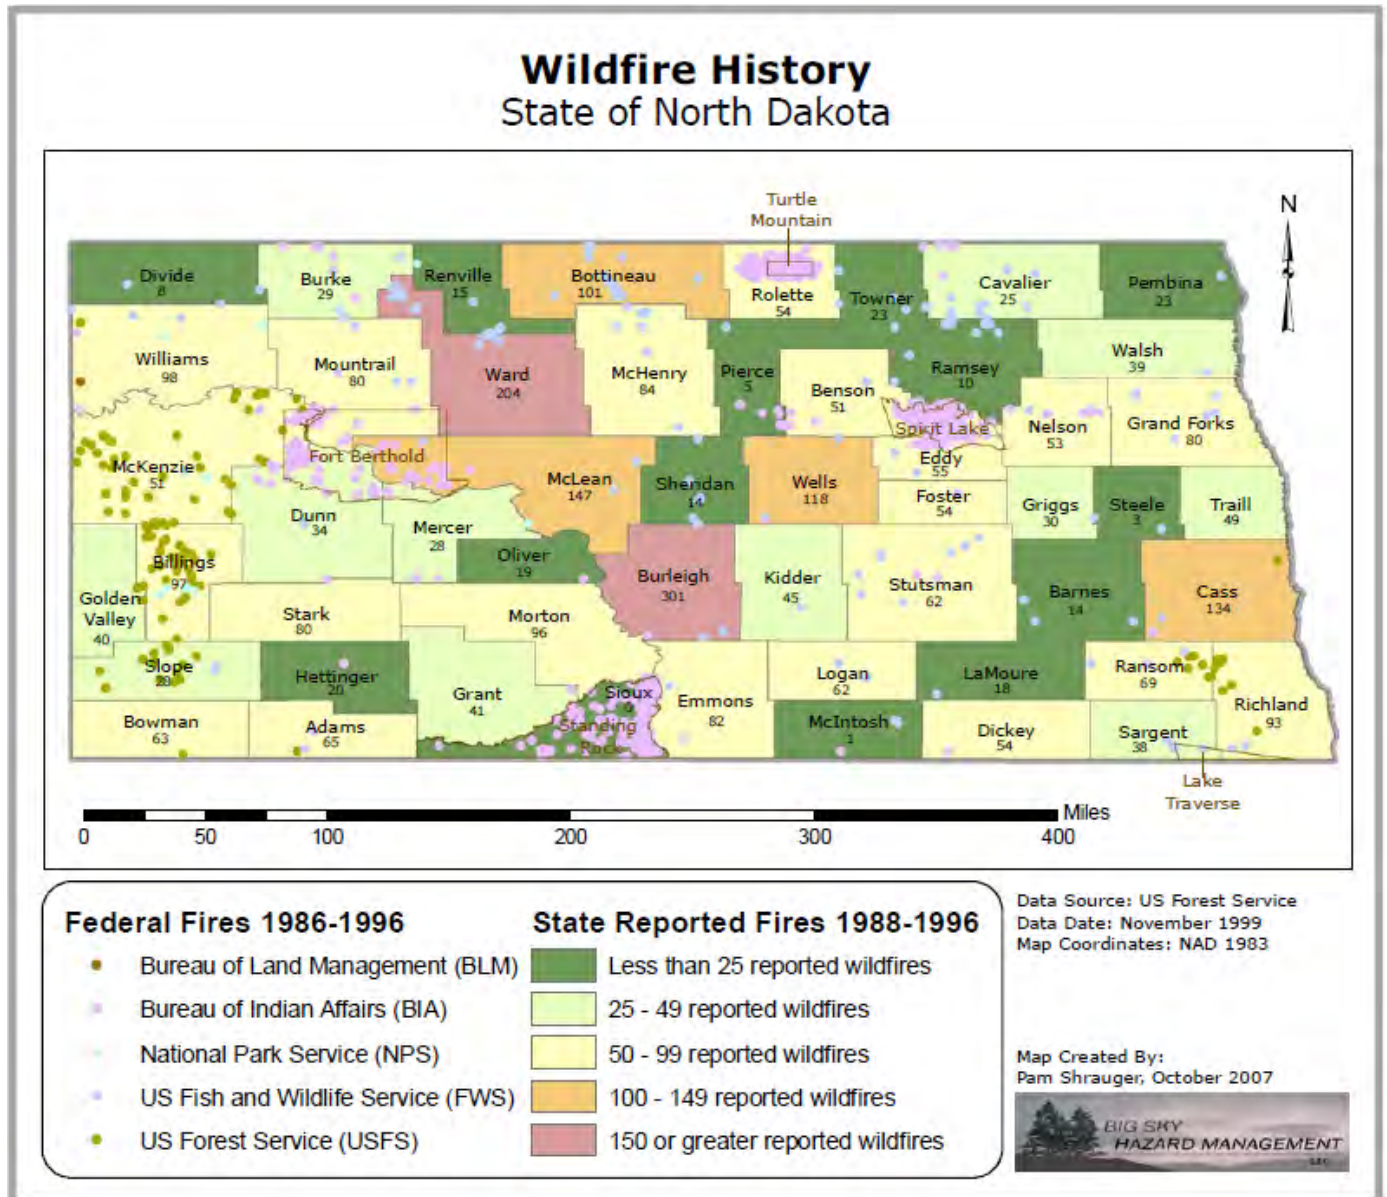 Wildfire History
State of North Dakota
Turtle
Mountain
N
Divide
8
Burke
29
Renville
15
Bottineau
101
Rolette
54
Towner
23
Cavalier
25
Pembina
23
Williams
98
Mountrail
80
Ward
204
McHenry
84
Pierce
5
Benson
51
Ramsey
10
Walsh
39
Spirit Lake
Nelson
53
Grand Forks
80
McKenzie
51
Fort Berthold
McLean
147
Sheridan
14
Wells
118
Eddy
55
Foster
54
Griggs
30
Steele
3
Traill
49
Dunn
34
Mercer
28
Oliver
19
Billings
97
Golden
Valley
40
Stark
80
Morton
96
Burleigh
301
Kidder
45
Stutsman
62
Barnes
14
Cass
134
Slope
28
Hettinger
20
Grant
41
Sioux
Standing
Rock
Emmons
82
Logan
62
LaMoure
18
Ransom
69
Richland
93
Bowman
63
Adams
65
McIntosh
1
Dickey
54
Sargent
38
Lake
Traverse
0 50 100 200 300 400 Miles
Federal Fires 1986-1996
Bureau of Land Management (BLM)
Bureau of Indian Affairs (BIA)
National Park Service (NPS)
US Fish and Wildlife Service (FWS)
US Forest Service (USFS)
State Reported Fires 1988-1996
Less than 25 reported wildfires
25 - 49 reported wildfires
50 - 99 reported wildfires
100 - 149 reported wildfires
150 or greater reported wildfires
Data Source: US Forest Service
Data Date: November 1999
Map Coordinates: NAD 1983
Map Created By:
Pam Shrauger, October 2007
BIG SKY
HAZARD MANAGEMENT